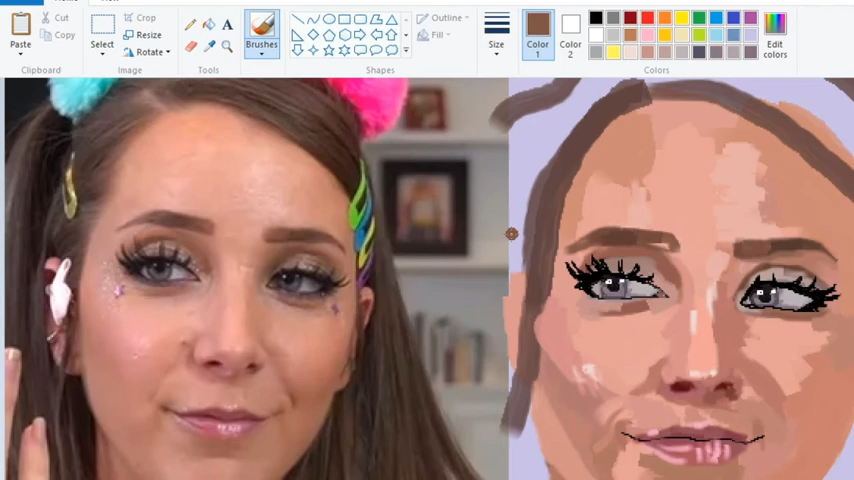 Paste
Cut
Copy
Clipboard
Select
Crop
Resize
Rotate
Image
A
Tools
Brushes
Outline
Fill
Shapes
Size
Color
1
Color
2
Edit
colors
Colors